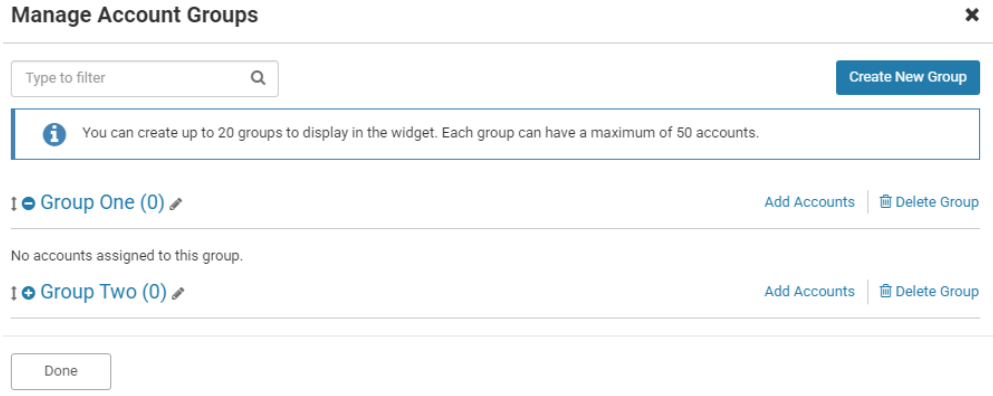 Manage Account Groups
Type to filter
Create New Group
You can create up to 20 groups to display in the widget. Each group can have a maximum of 50 accounts.
Group One (0) Add Accounts Delete Group
No accounts assigned to this group.
Group Two (0) Add Accounts Delete Group
Done